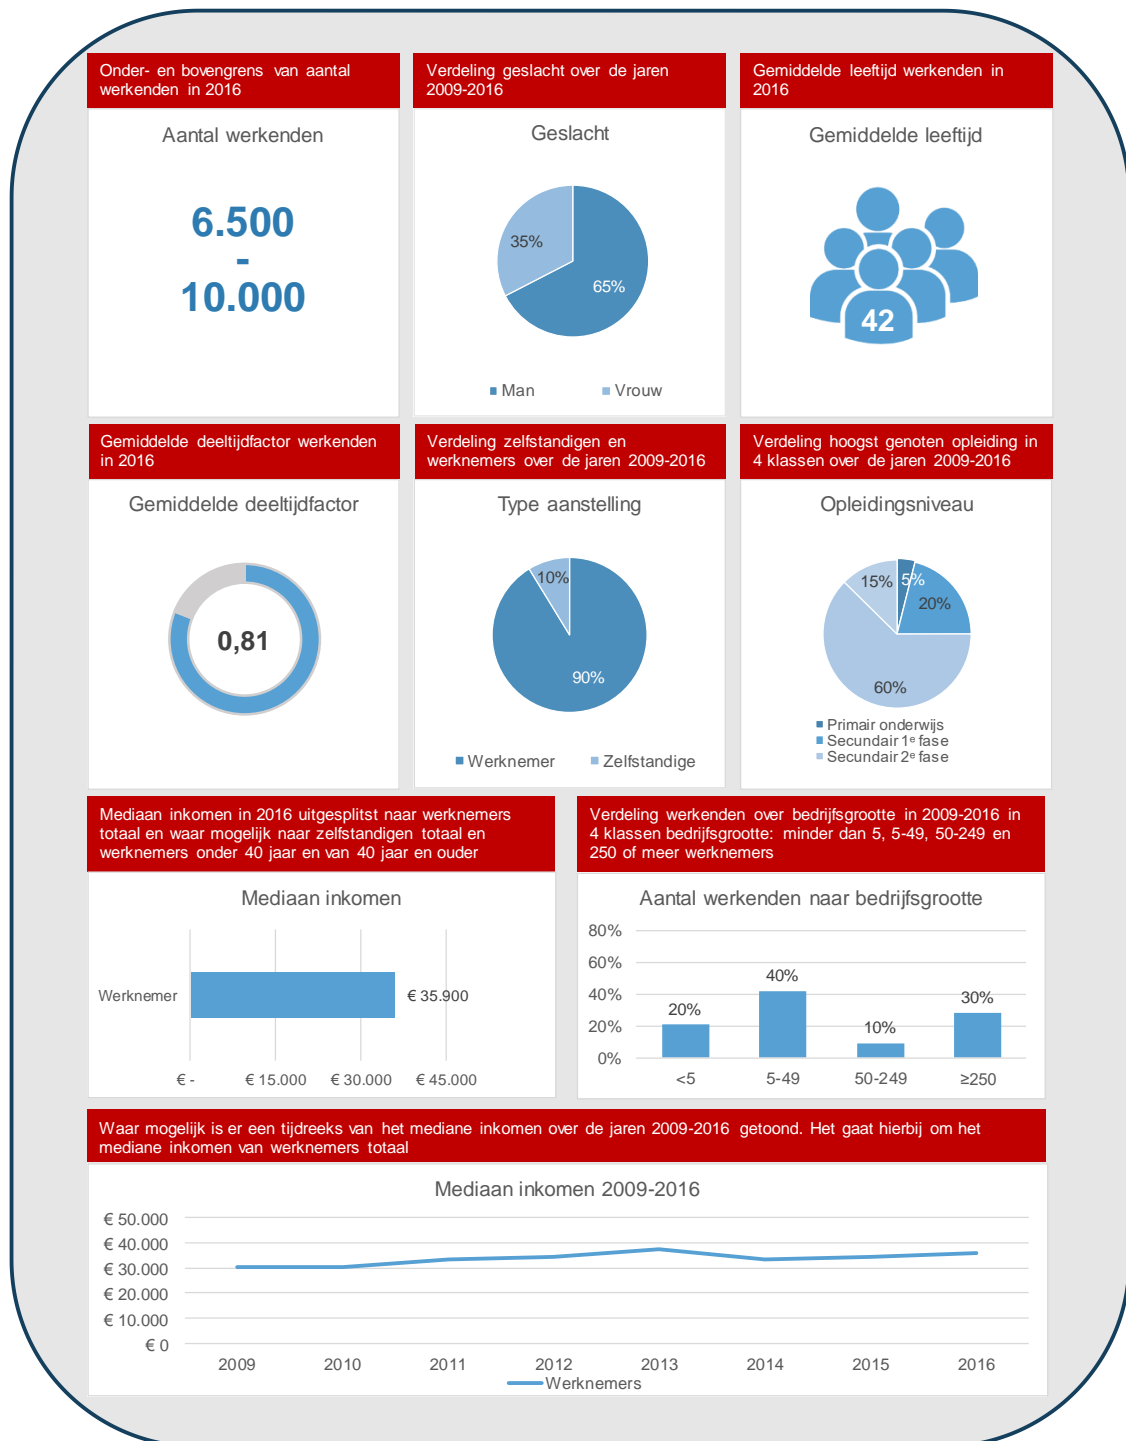 Onder- en bovengrens van aantal
werkenden in 2016
Aantal werkenden
6.500
-
10.000
Verdeling geslacht over de jaren
2009-2016
Geslacht
35%
65%
Man
Vrouw
Gemiddelde leeftijd werkenden in
2016
Gemiddelde leeftijd
42
Gemiddelde deeltijdfactor werkenden
in 2016
Gemiddelde deeltijdfactor
0,81
Verdeling zelfstandigen en
werknemers over de jaren 2009-2016
Type aanstelling
10%
90%
Werknemer
Zelfstandige
Verdeling hoogst genoten opleiding in
4 klassen over de jaren 2009-2016
Opleidingsniveau
15%
5%
20%
60%
Primair onderwijs
Secundair 1ᵉ fase
Secundair 2ᵉ fase
Mediaan inkomen in 2016 uitgesplitst naar werknemers
totaal en waar mogelijk naar zelfstandigen totaal en
werknemers onder 40 jaar en van 40 jaar en ouder
Mediaan inkomen
Werknemer
€ 35.900
€ -
€ 15.000
€ 30.000
€ 45.000
Verdeling werkenden over bedrijfsgrootte in 2009-2016 in
4 klassen bedrijfsgrootte: minder dan 5, 5-49, 50-249 en
250 of meer werknemers
Aantal werkenden naar bedrijfsgrootte
80%
60%
40%
20%
0%
20%
40%
10%
30%
<5
5-49
50-249
≥250
Waar mogelijk is er een tijdreeks van het mediane inkomen over de jaren 2009-2016 getoond. Het gaat hierbij om het
mediane inkomen van werknemers totaal
Mediaan inkomen 2009-2016
€ 50.000
€ 40.000
€ 30.000
€ 20.000
€ 10.000
€ 0
2009
2010
2011
2012
2013
2014
2015
2016
Werknemers